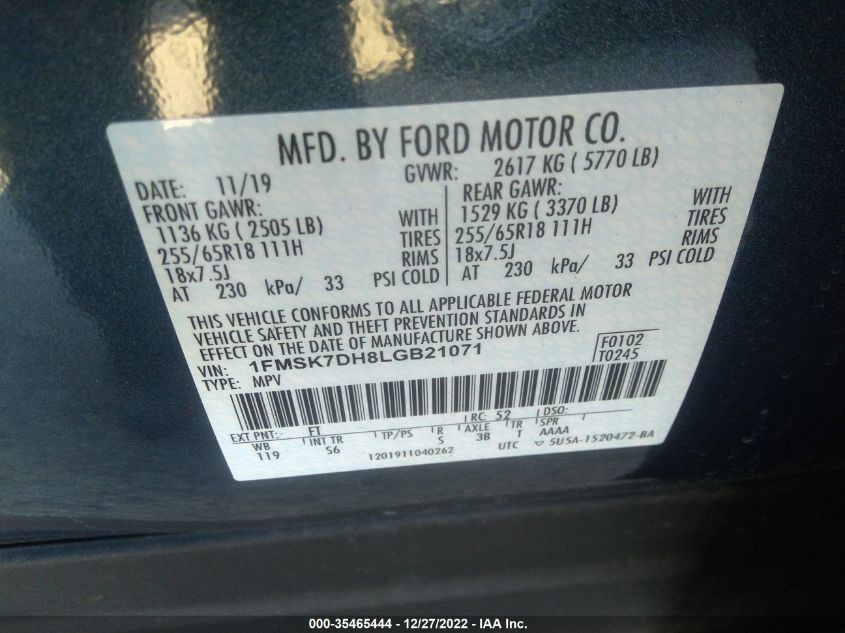 MFD. BY FORD MOTOR CO.
DATE: 11/19 GVWR: 2617 KG ( 5770 LB)
FRONT GAWR: REAR GAWR:
1136 KG ( 2505 LB) WITH 1529 KG ( 3370 LB) WITH
255/65R18 111H TIRES 255/65R18 111H TIRES
18x7.5J RIMS 18x7.5J RIMS
AT 230 kPa/ 33 PSI COLD AT 230 kPa/ 33 PSI COLD
THIS VEHICLE CONFORMS TO ALL APPLICABLE FEDERAL MOTOR
VEHICLE SAFETY AND THEFT PREVENTION STANDARDS IN
EFFECT ON THE DATE OF MANUFACTURE SHOWN ABOVE.
VIN: 1FMSK7DH8LGB21071 F0102
TYPE: MPV T0245
EXT PNT: FT RC: 52 DSO:
WB INT TR TP/PS R AXLE TR SPR
119 S6 S 3B T AAAA
1201911040262 UTC ▽ 5U5A-1520472-BA
000-35465444 - 12/27/2022 - IAA Inc.